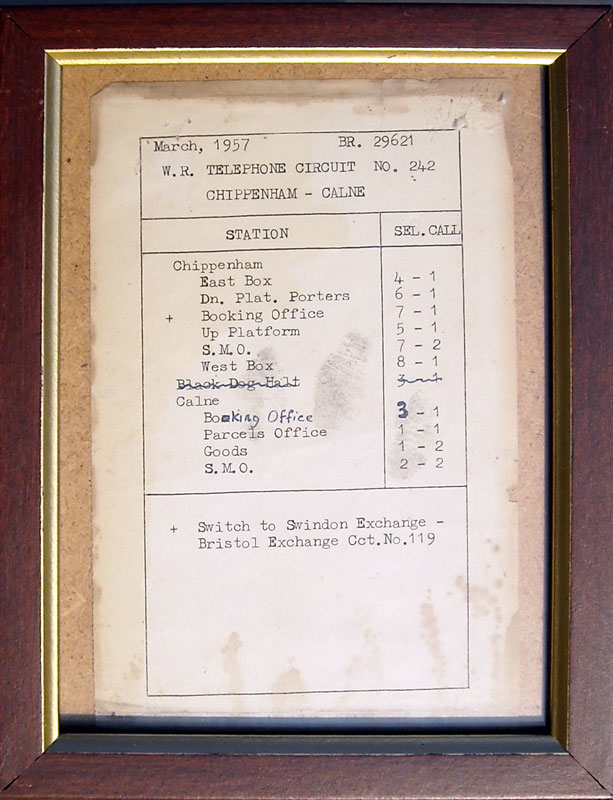 March, 1957 BR. 29621
W.R. TELEPHONE CIRCUIT NO. 242
CHIPPENHAM - CALNE
STATION SEL. CALL
Chippenham
East Box 4 - 1
Dn. Plat. Porters 6 - 1
+ Booking Office 7 - 1
Up Platform 5 - 1
S.M.O. 7 - 2
West Box 8 - 1
Black Dog Halt 3 - 1
Calne
Booking Office 3 - 1
Parcels Office 1 - 1
Goods 1 - 2
S.M.O. 2 - 2
+ Switch to Swindon Exchange -
Bristol Exchange Cct.No.119